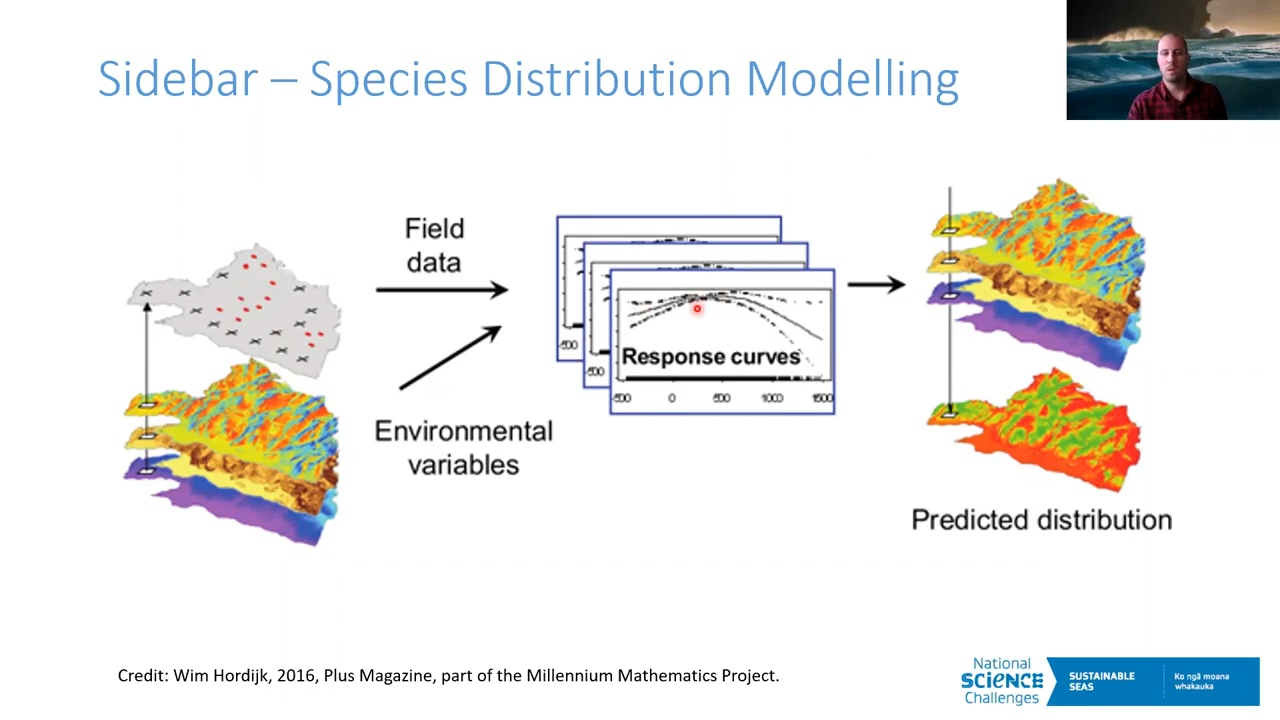 Sidebar – Species Distribution Modelling
Field
data
Environmental
variables
-500
-500
Response curves
-500
0
500
1000
1500
Predicted distribution
Credit: Wim Hordijk, 2016, Plus Magazine, part of the Millennium Mathematics Project.
National
SCIENCE
Challenges
SUSTAINABLE
SEAS
Ko ngā moana
whakauka